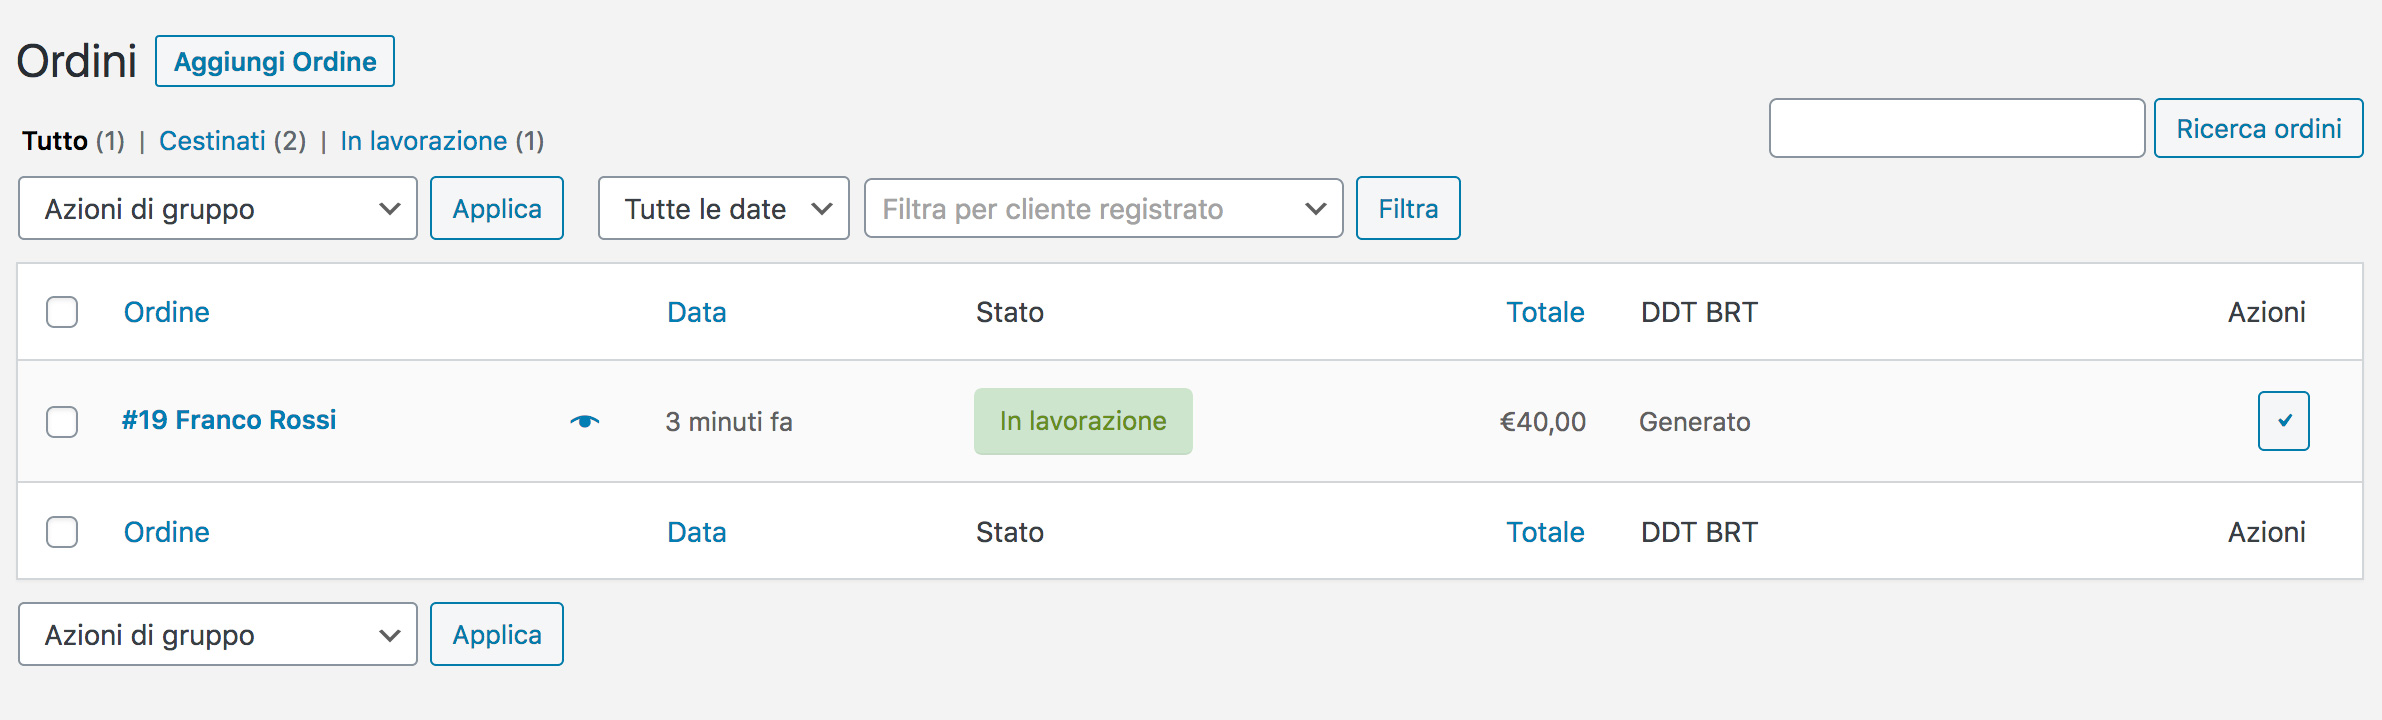 Ordini Aggiungi Ordine
Tutto (1) | Cestinati (2) | In lavorazione (1)
Ricerca ordini
Azioni di gruppo Applica Tutte le date Filtra per cliente registrato Filtra
Ordine Data Stato Totale DDT BRT Azioni
#19 Franco Rossi 3 minuti fa In lavorazione €40,00 Generato
Ordine Data Stato Totale DDT BRT Azioni
Azioni di gruppo Applica